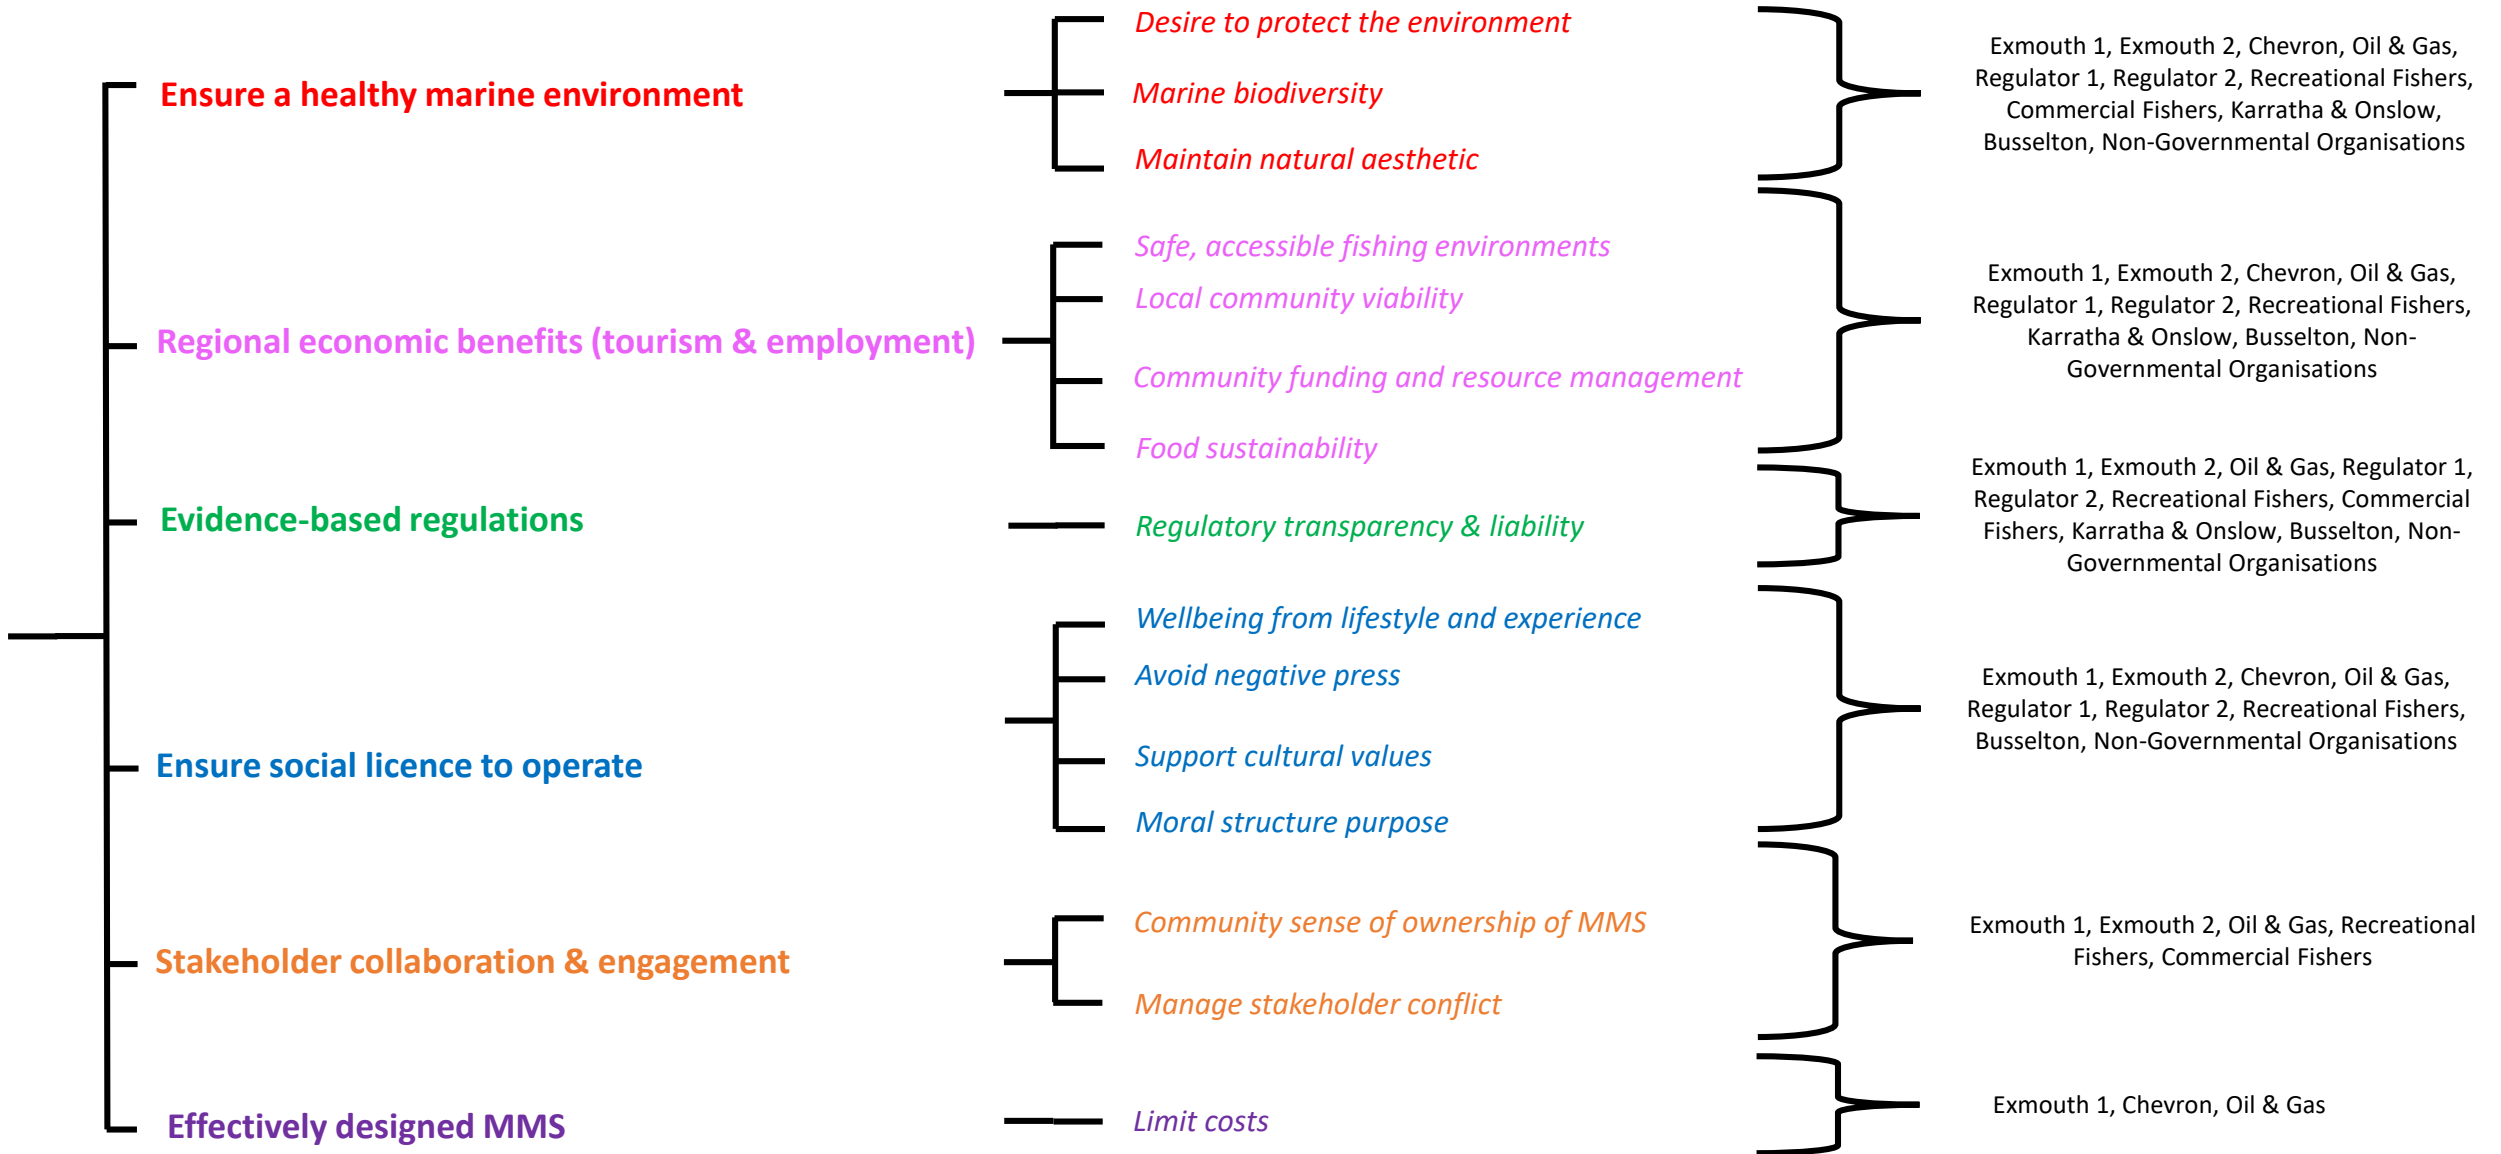 Ensure a healthy marine environment
Desire to protect the environment
Marine biodiversity
Maintain natural aesthetic
Exmouth 1, Exmouth 2, Chevron, Oil & Gas,
Regulator 1, Regulator 2, Recreational Fishers,
Commercial Fishers, Karratha & Onslow,
Busselton, Non-Governmental Organisations
Regional economic benefits (tourism & employment)
Safe, accessible fishing environments
Local community viability
Community funding and resource management
Food sustainability
Exmouth 1, Exmouth 2, Chevron, Oil & Gas,
Regulator 1, Regulator 2, Recreational Fishers,
Karratha & Onslow, Busselton, Non-
Governmental Organisations
Evidence-based regulations
Regulatory transparency & liability
Exmouth 1, Exmouth 2, Oil & Gas, Regulator 1,
Regulator 2, Recreational Fishers, Commercial
Fishers, Karratha & Onslow, Busselton, Non-
Governmental Organisations
Ensure social licence to operate
Wellbeing from lifestyle and experience
Avoid negative press
Support cultural values
Moral structure purpose
Exmouth 1, Exmouth 2, Chevron, Oil & Gas,
Regulator 1, Regulator 2, Recreational Fishers,
Busselton, Non-Governmental Organisations
Stakeholder collaboration & engagement
Community sense of ownership of MMS
Manage stakeholder conflict
Exmouth 1, Exmouth 2, Oil & Gas, Recreational
Fishers, Commercial Fishers
Effectively designed MMS
Limit costs
Exmouth 1, Chevron, Oil & Gas